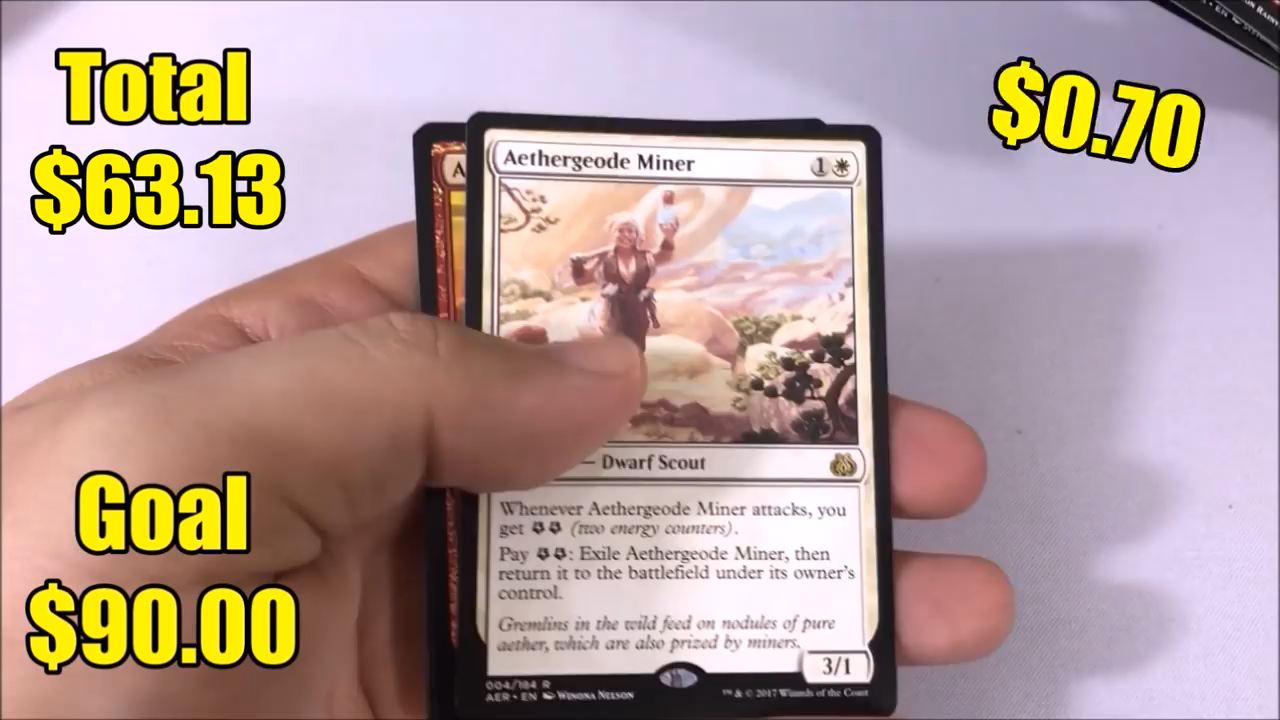 Total
$63.13
$0.70
Goal
$90.00
A
Aethergeode Miner
1
— Dwarf Scout
Whenever Aethergeode Miner attacks, you
get (two energy counters).
Pay : Exile Aethergeode Miner, then
return it to the battlefield under its owner's
control.
Gremlins in the wild feed on nodules of pure
aether, which are also prized by miners.
3/1
004/184 R
AER • EN Winona Nelson
™ & © 2017 Wizards of the Coast